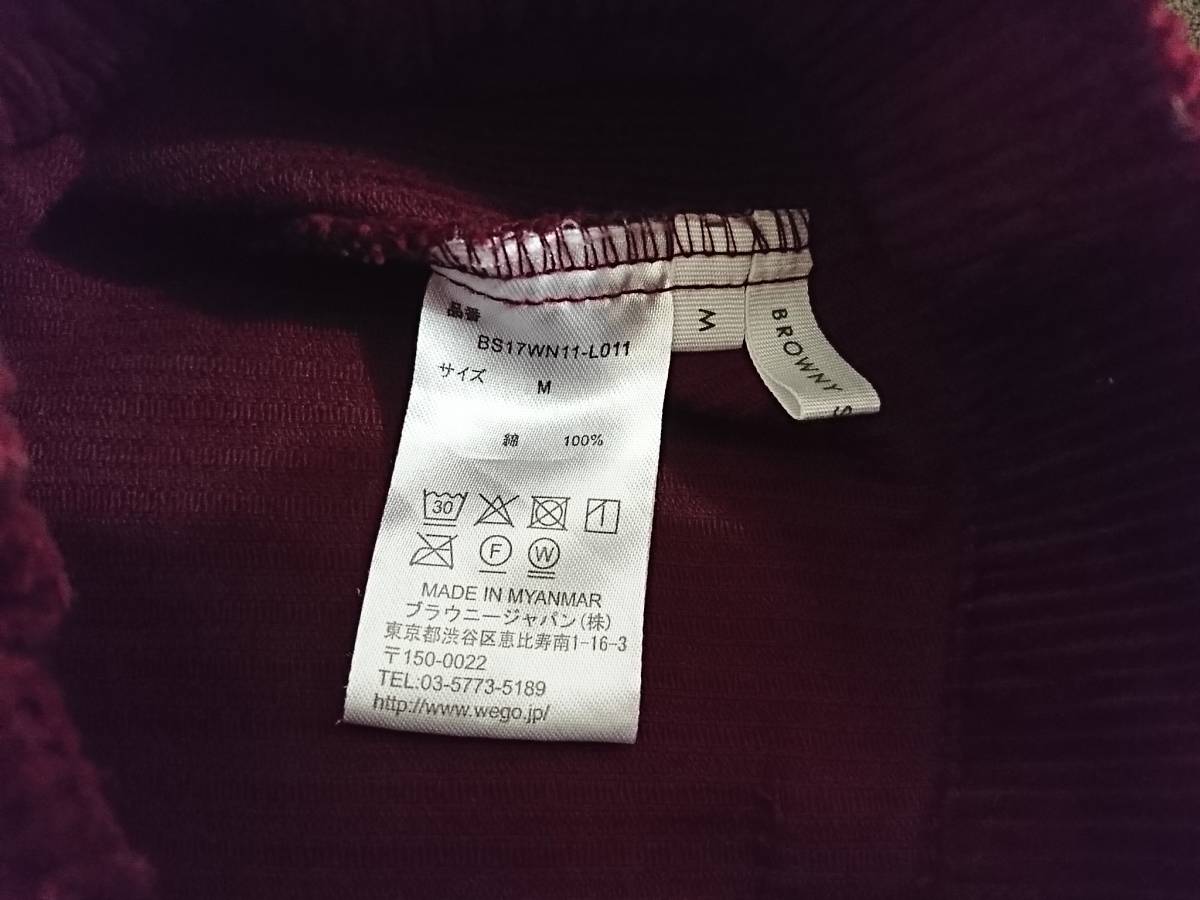 品番
BS17WN11-L011
サイズ M
綿 100%
30
F W
MADE IN MYANMAR
ブラウニージャパン(株)
東京都渋谷区恵比寿南1-16-3
〒150-0022
TEL:03-5773-5189
http://www.wego.jp/
M
BROWNY S